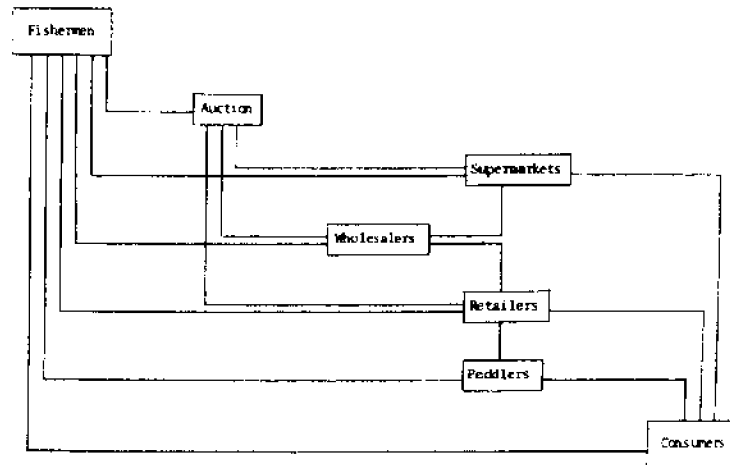 Fishermen
Auction
Supermarkets
Wholesalers
Retailers
Peddlers
Consumers